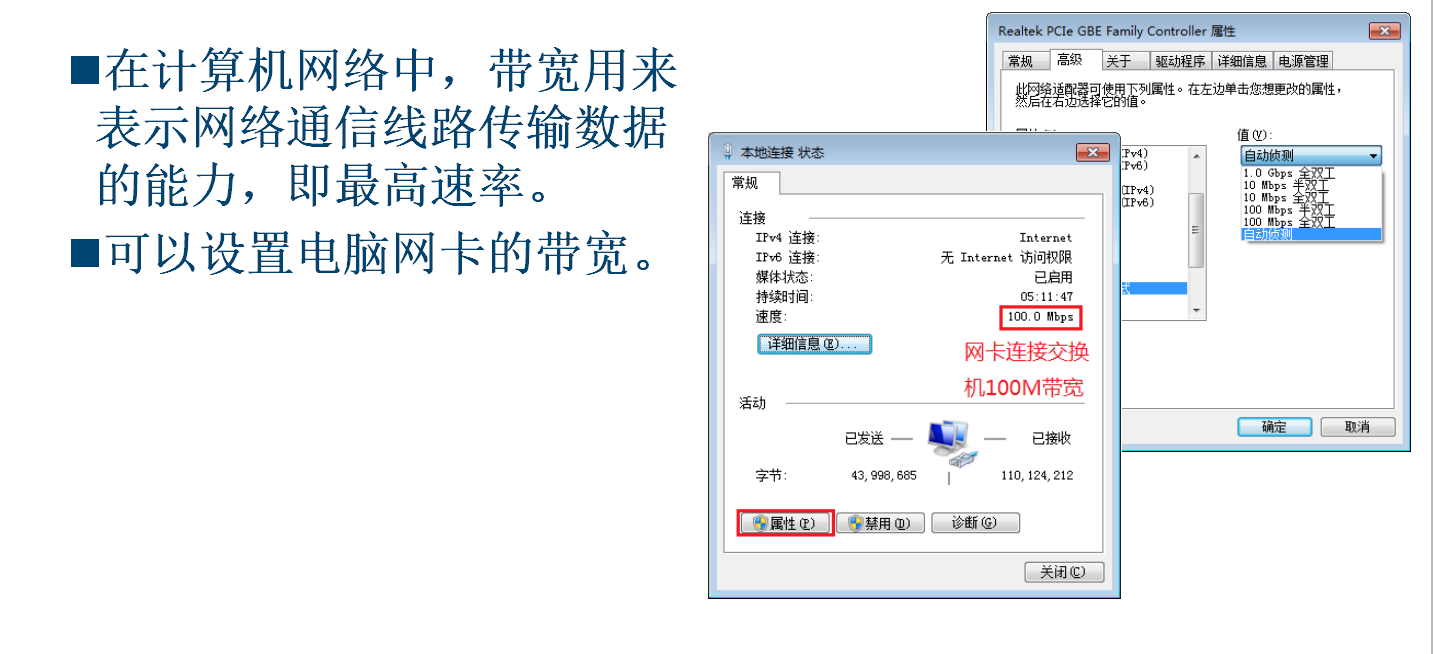 ■在计算机网络中，带宽用来
表示网络通信线路传输数据
的能力，即最高速率。
■可以设置电脑网卡的带宽。
Realtek PCIe GBE Family Controller 属性
常规 高级 关于 驱动程序 详细信息 电源管理
此网络适配器可使用下列属性。在左边单击您想更改的属性，
然后在右边选择它的值。
值(V):
自动侦测
1.0 Gbps 全双工
10 Mbps 半双工
10 Mbps 全双工
100 Mbps 半双工
100 Mbps 全双工
自动侦测
IPv4)
IPv6)
(IPv4)
(IPv6)
式
确定 取消
本地连接 状态
常规
连接
IPv4 连接: Internet
IPv6 连接: 无 Internet 访问权限
媒体状态: 已启用
持续时间: 05:11:47
速度: 100.0 Mbps
详细信息(E)...
网卡连接交换
机100M带宽
活动
已发送 — — 已接收
字节: 43,998,685 | 110,124,212
属性(P) 禁用(D) 诊断(G)
关闭(C)